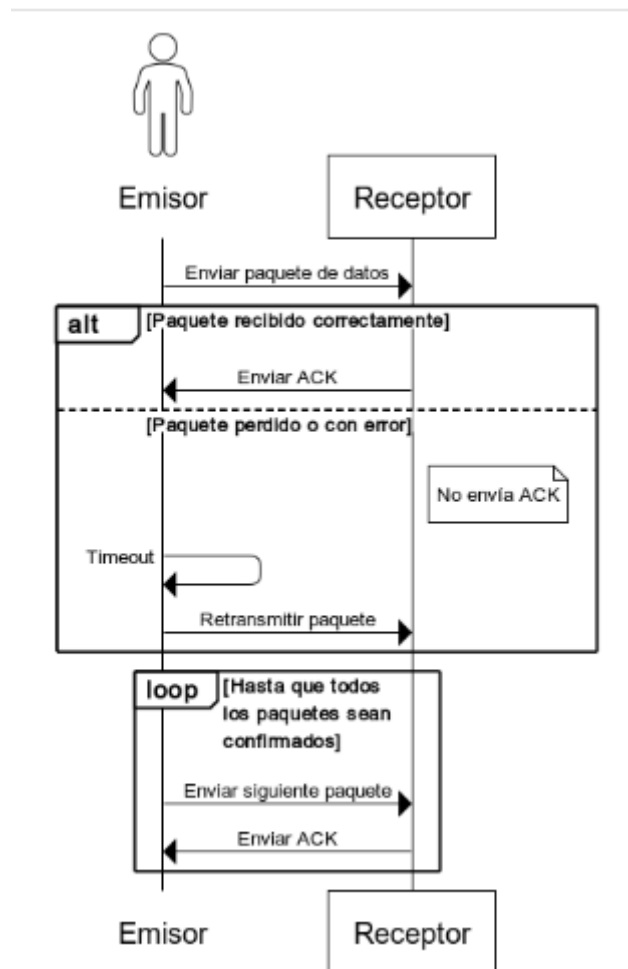 Emisor
Receptor
Enviar paquete de datos
alt
[Paquete recibido correctamente]
Enviar ACK
[Paquete perdido o con error]
No envía ACK
Timeout
Retransmitir paquete
loop
[Hasta que todos
los paquetes sean
confirmados]
Enviar siguiente paquete
Enviar ACK
Emisor
Receptor